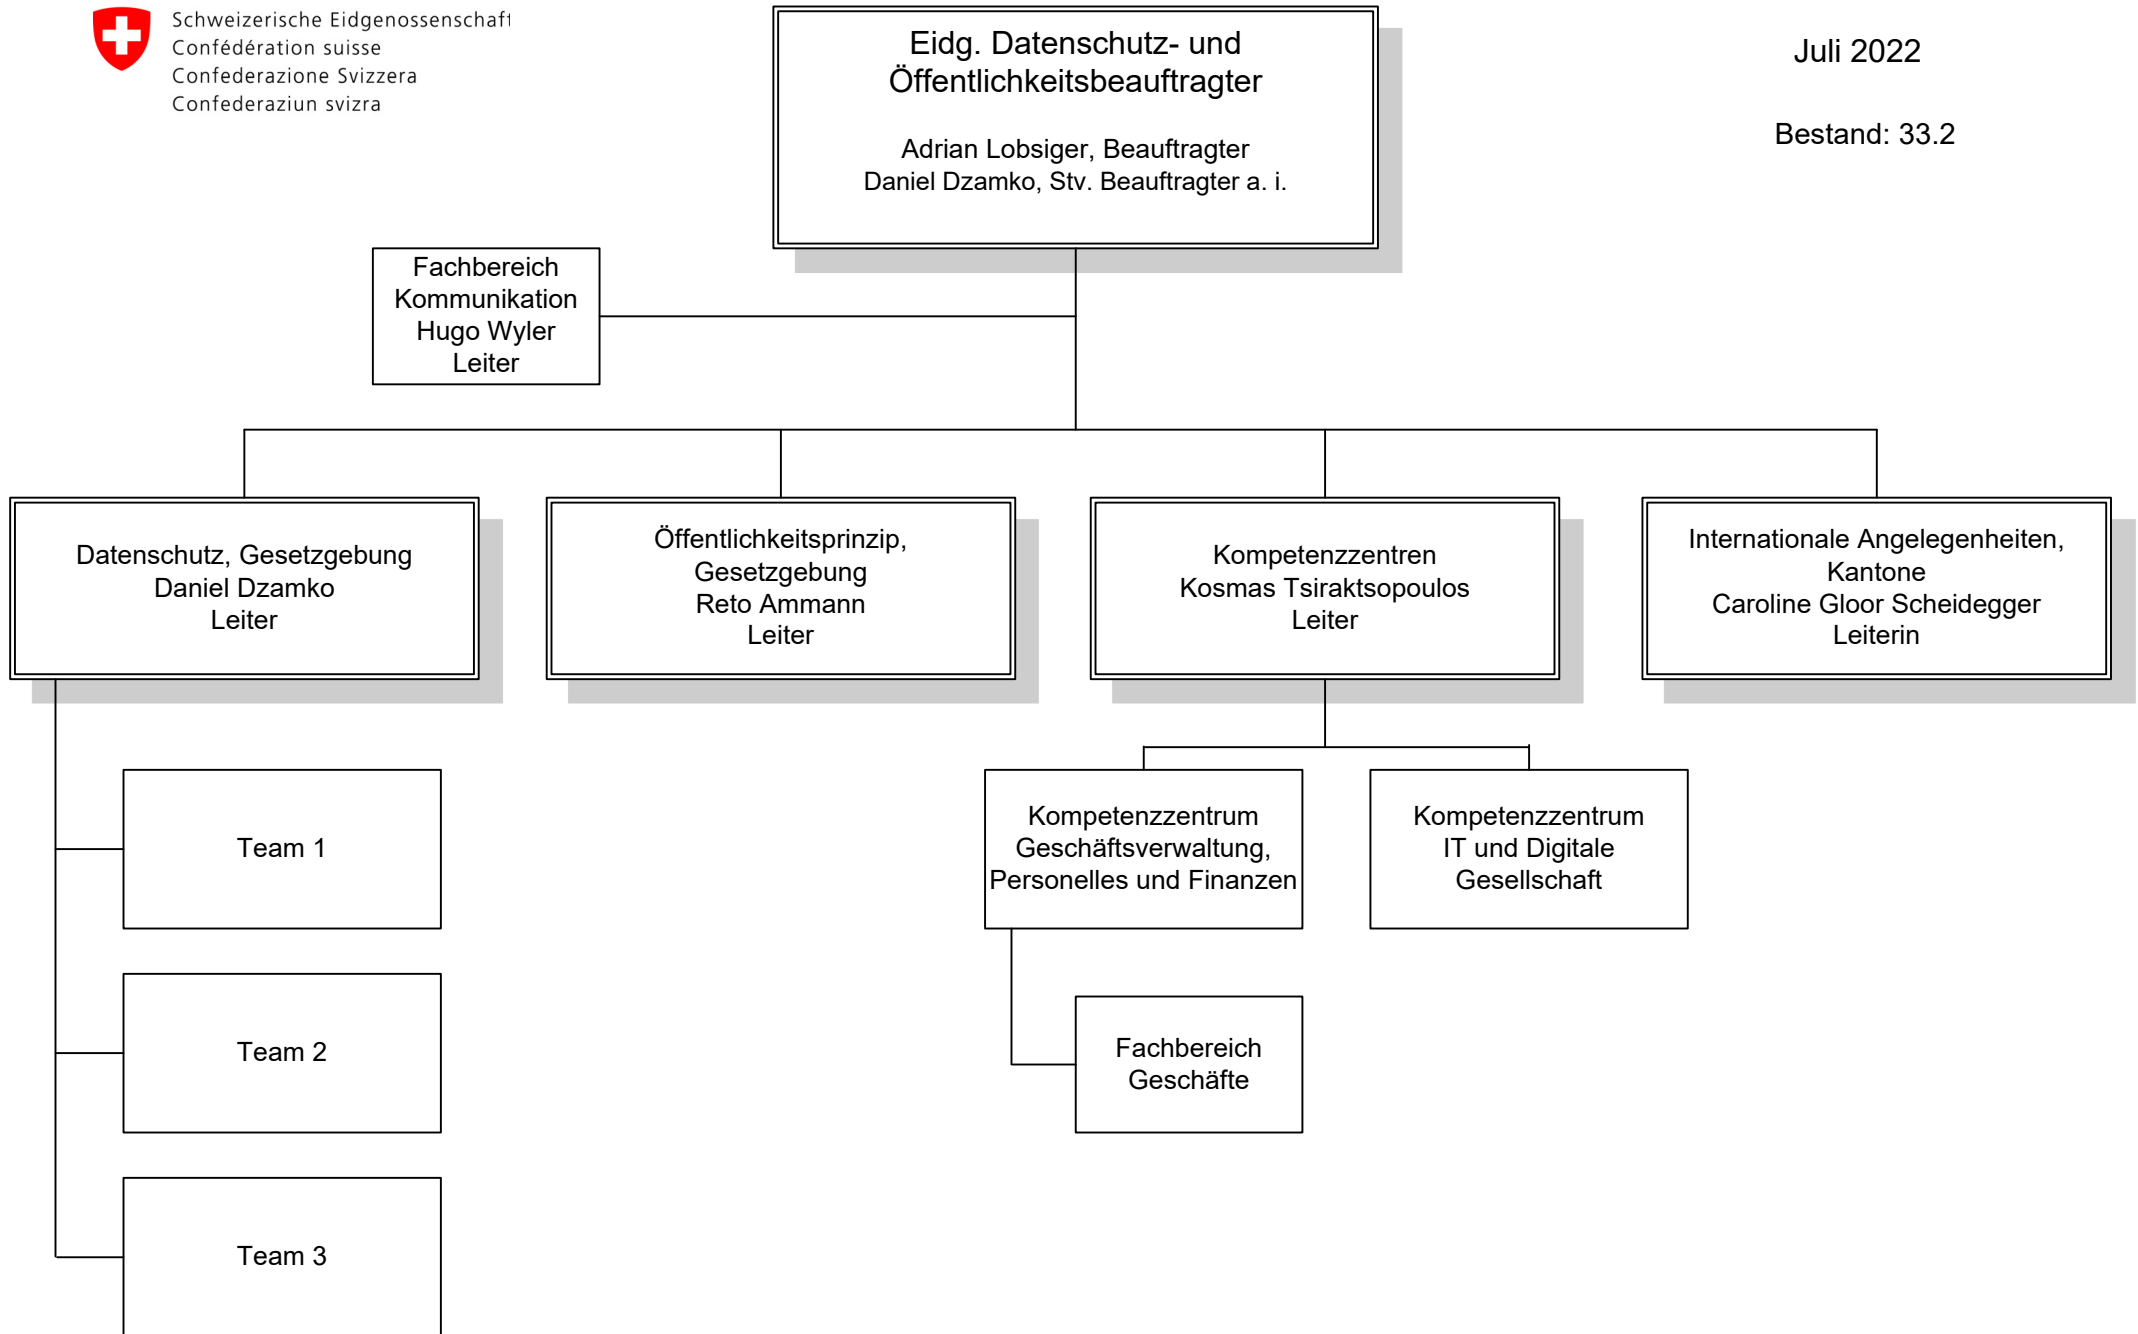 Schweizerische Eidgenossenschaft
Confédération suisse
Confederazione Svizzera
Confederaziun svizra
Eidg. Datenschutz- und
Öffentlichkeitsbeauftragter
Adrian Lobsiger, Beauftragter
Daniel Dzamko, Stv. Beauftragter a. i.
Juli 2022
Bestand: 33.2
Fachbereich
Kommunikation
Hugo Wyler
Leiter
Datenschutz, Gesetzgebung
Daniel Dzamko
Leiter
Öffentlichkeitsprinzip,
Gesetzgebung
Reto Ammann
Leiter
Kompetenzzentren
Kosmas Tsiraktsopoulos
Leiter
Internationale Angelegenheiten,
Kantone
Caroline Gloor Scheidegger
Leiterin
Team 1
Team 2
Team 3
Kompetenzzentrum
Geschäftsverwaltung,
Personelles und Finanzen
Kompetenzzentrum
IT und Digitale
Gesellschaft
Fachbereich
Geschäfte